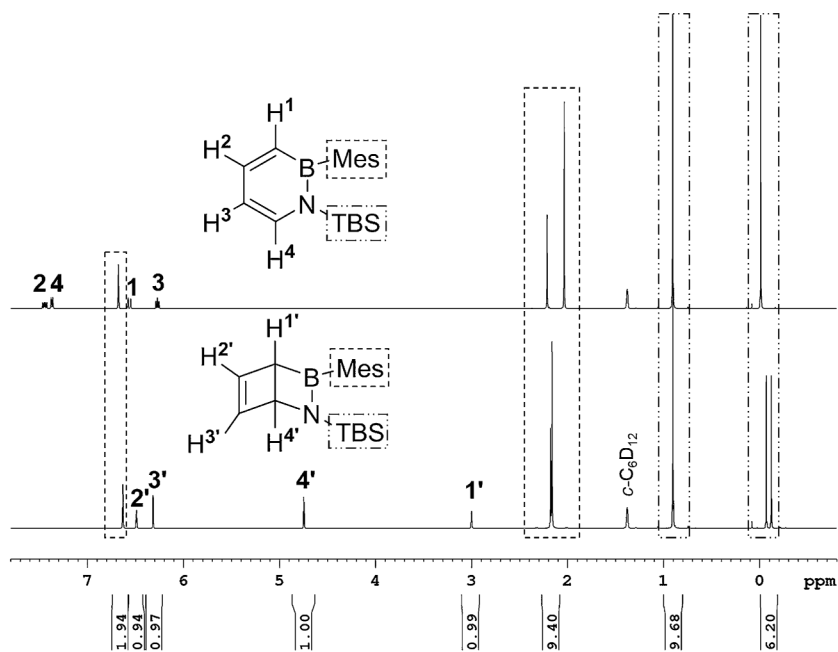 H1
H2
B
Mes
H3
N
TBS
H4
2 4
1
3
H1'
H2'
B
Mes
N
H3'
H4'
TBS
2'
3'
4'
1'
c-C6D12
7 6 5 4 3 2 1 0 ppm
1.94
0.94
0.97
1.00
0.99
9.40
9.68
6.20